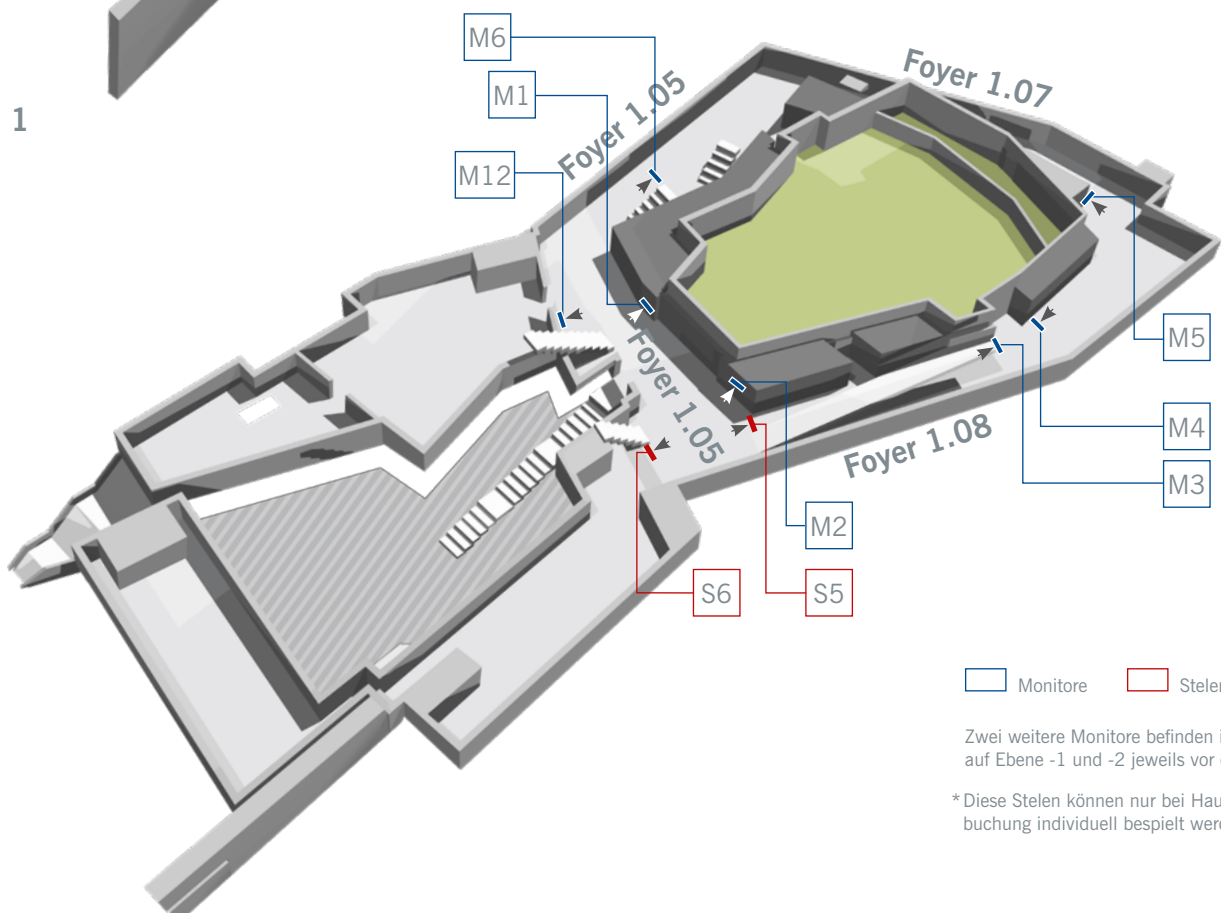 1
M6
M1
M12
Foyer 1.05
Foyer 1.07
Foyer 1.05
Foyer 1.08
M5
M4
M3
M2
S6
S5
Monitore
Zwei weitere Monitore befinden
auf Ebene -1 und -2 jeweils vor
* Diese Stelen können nur bei
buchung individuell bespielt